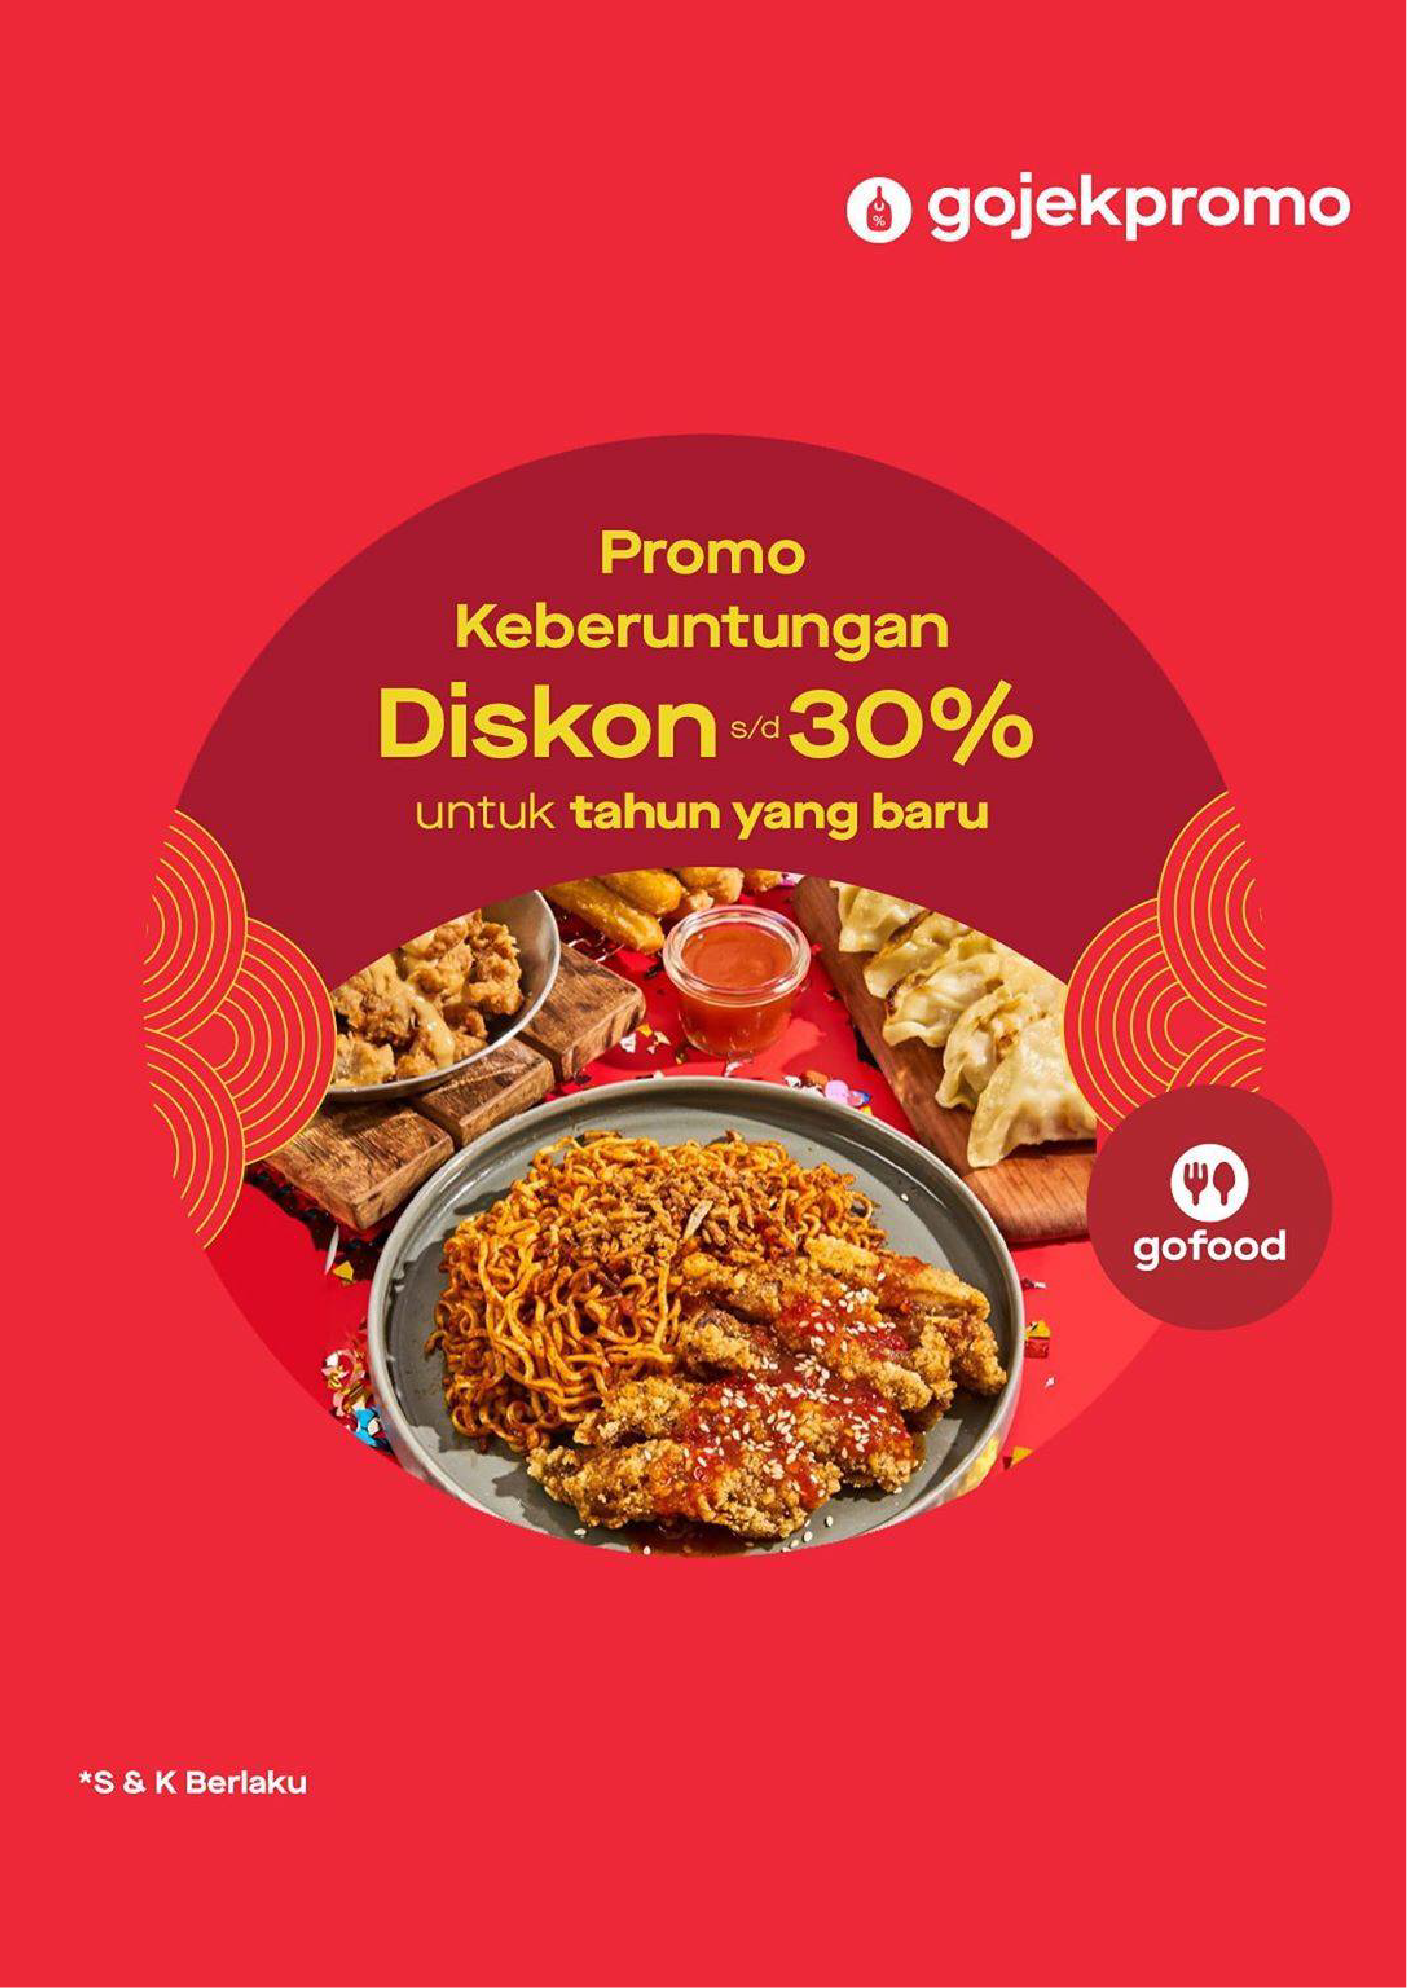 gojekpromo
Promo
Keberuntungan
Diskon s/d 30%
untuk tahun yang baru
gofood
*S & K Berlaku